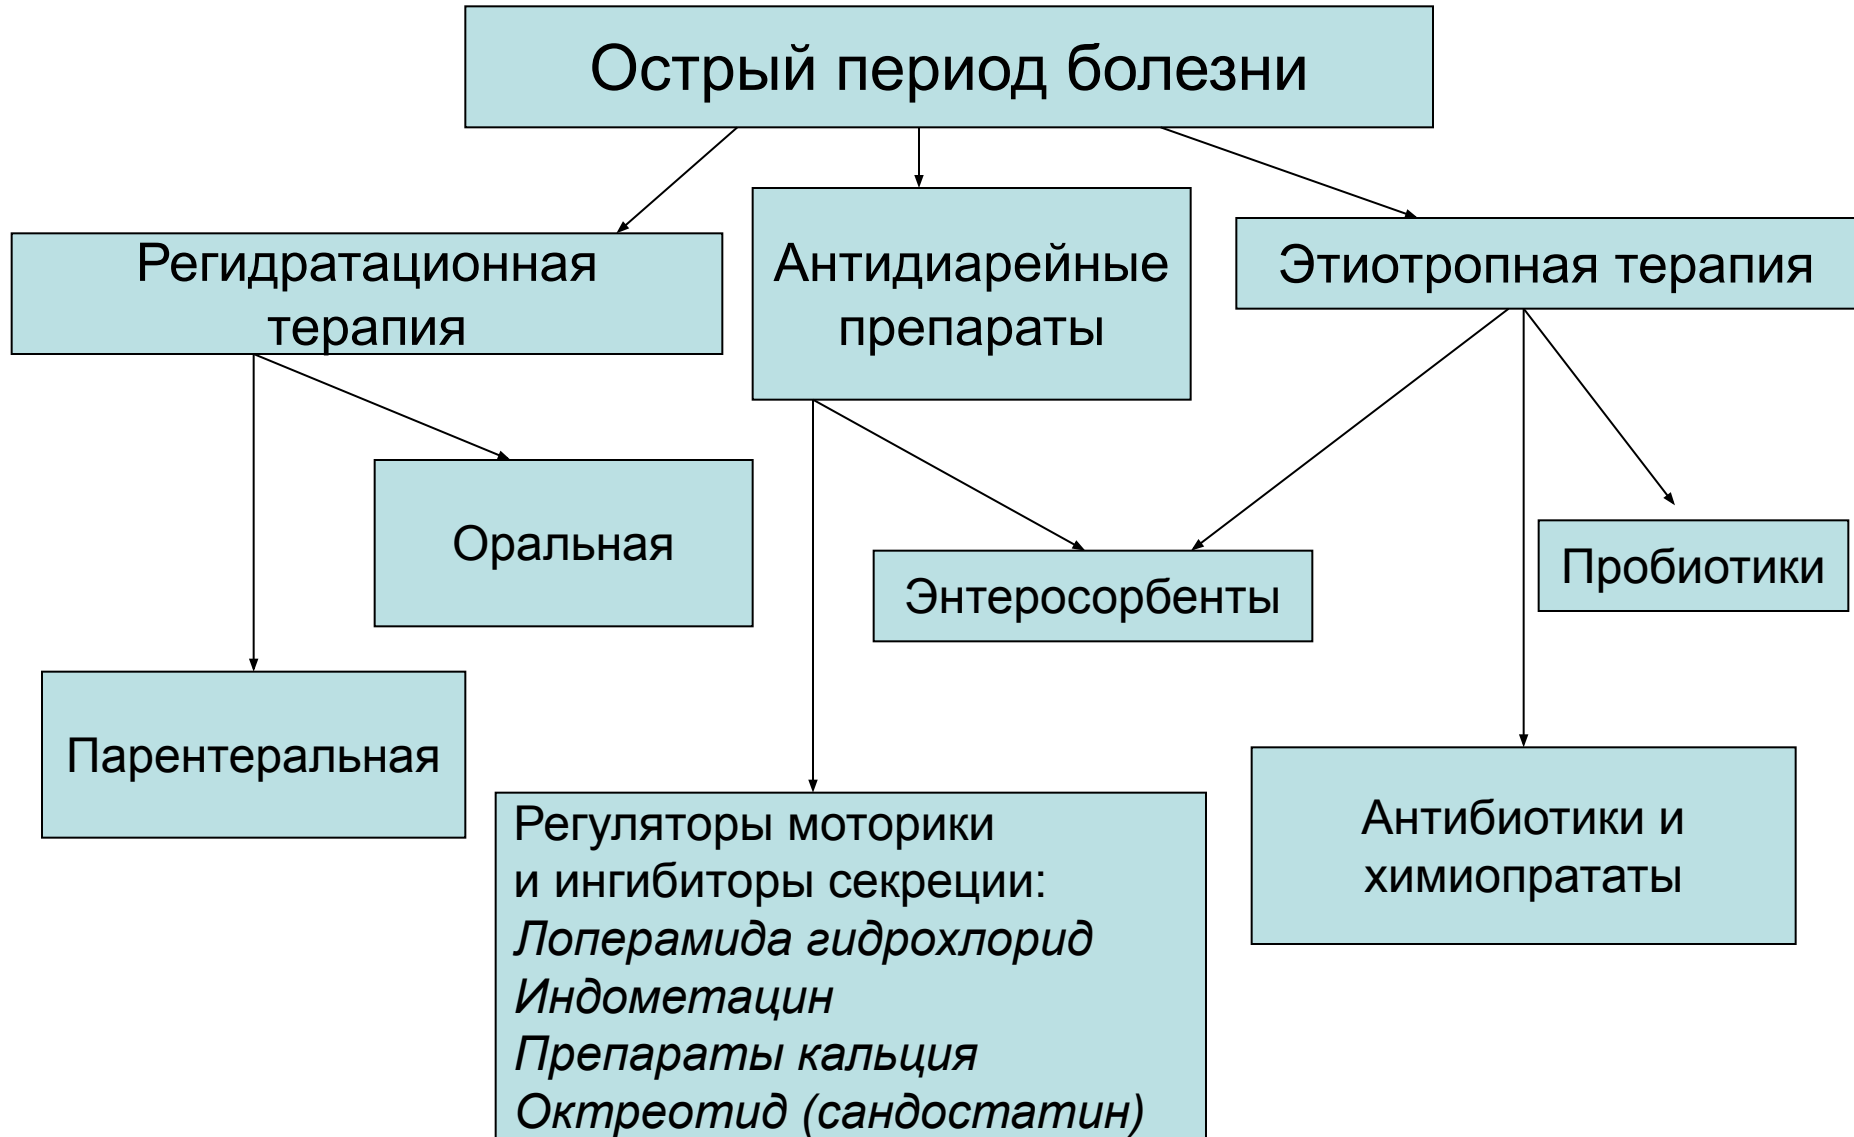 Острый период болезни
Регидратационная
терапия
Антидиарейные
препараты
Этиотропная терапия
Оральная
Энтеросорбенты
Пробиотики
Парентеральная
Регуляторы моторики
и ингибиторы секреции:
Лоперамида гидрохлорид
Индометацин
Препараты кальция
Октреотид (сандостатин)
Антибиотики и
химиопрататы